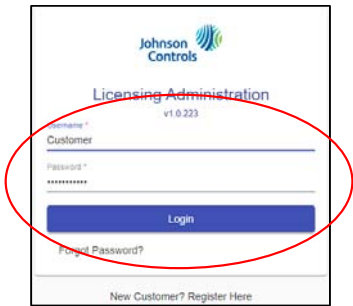 Johnson
Controls
Licensing Administration
v1.0.223
Username *
Customer
Password *
•••••••••••
Login
Forgot Password?
New Customer? Register Here